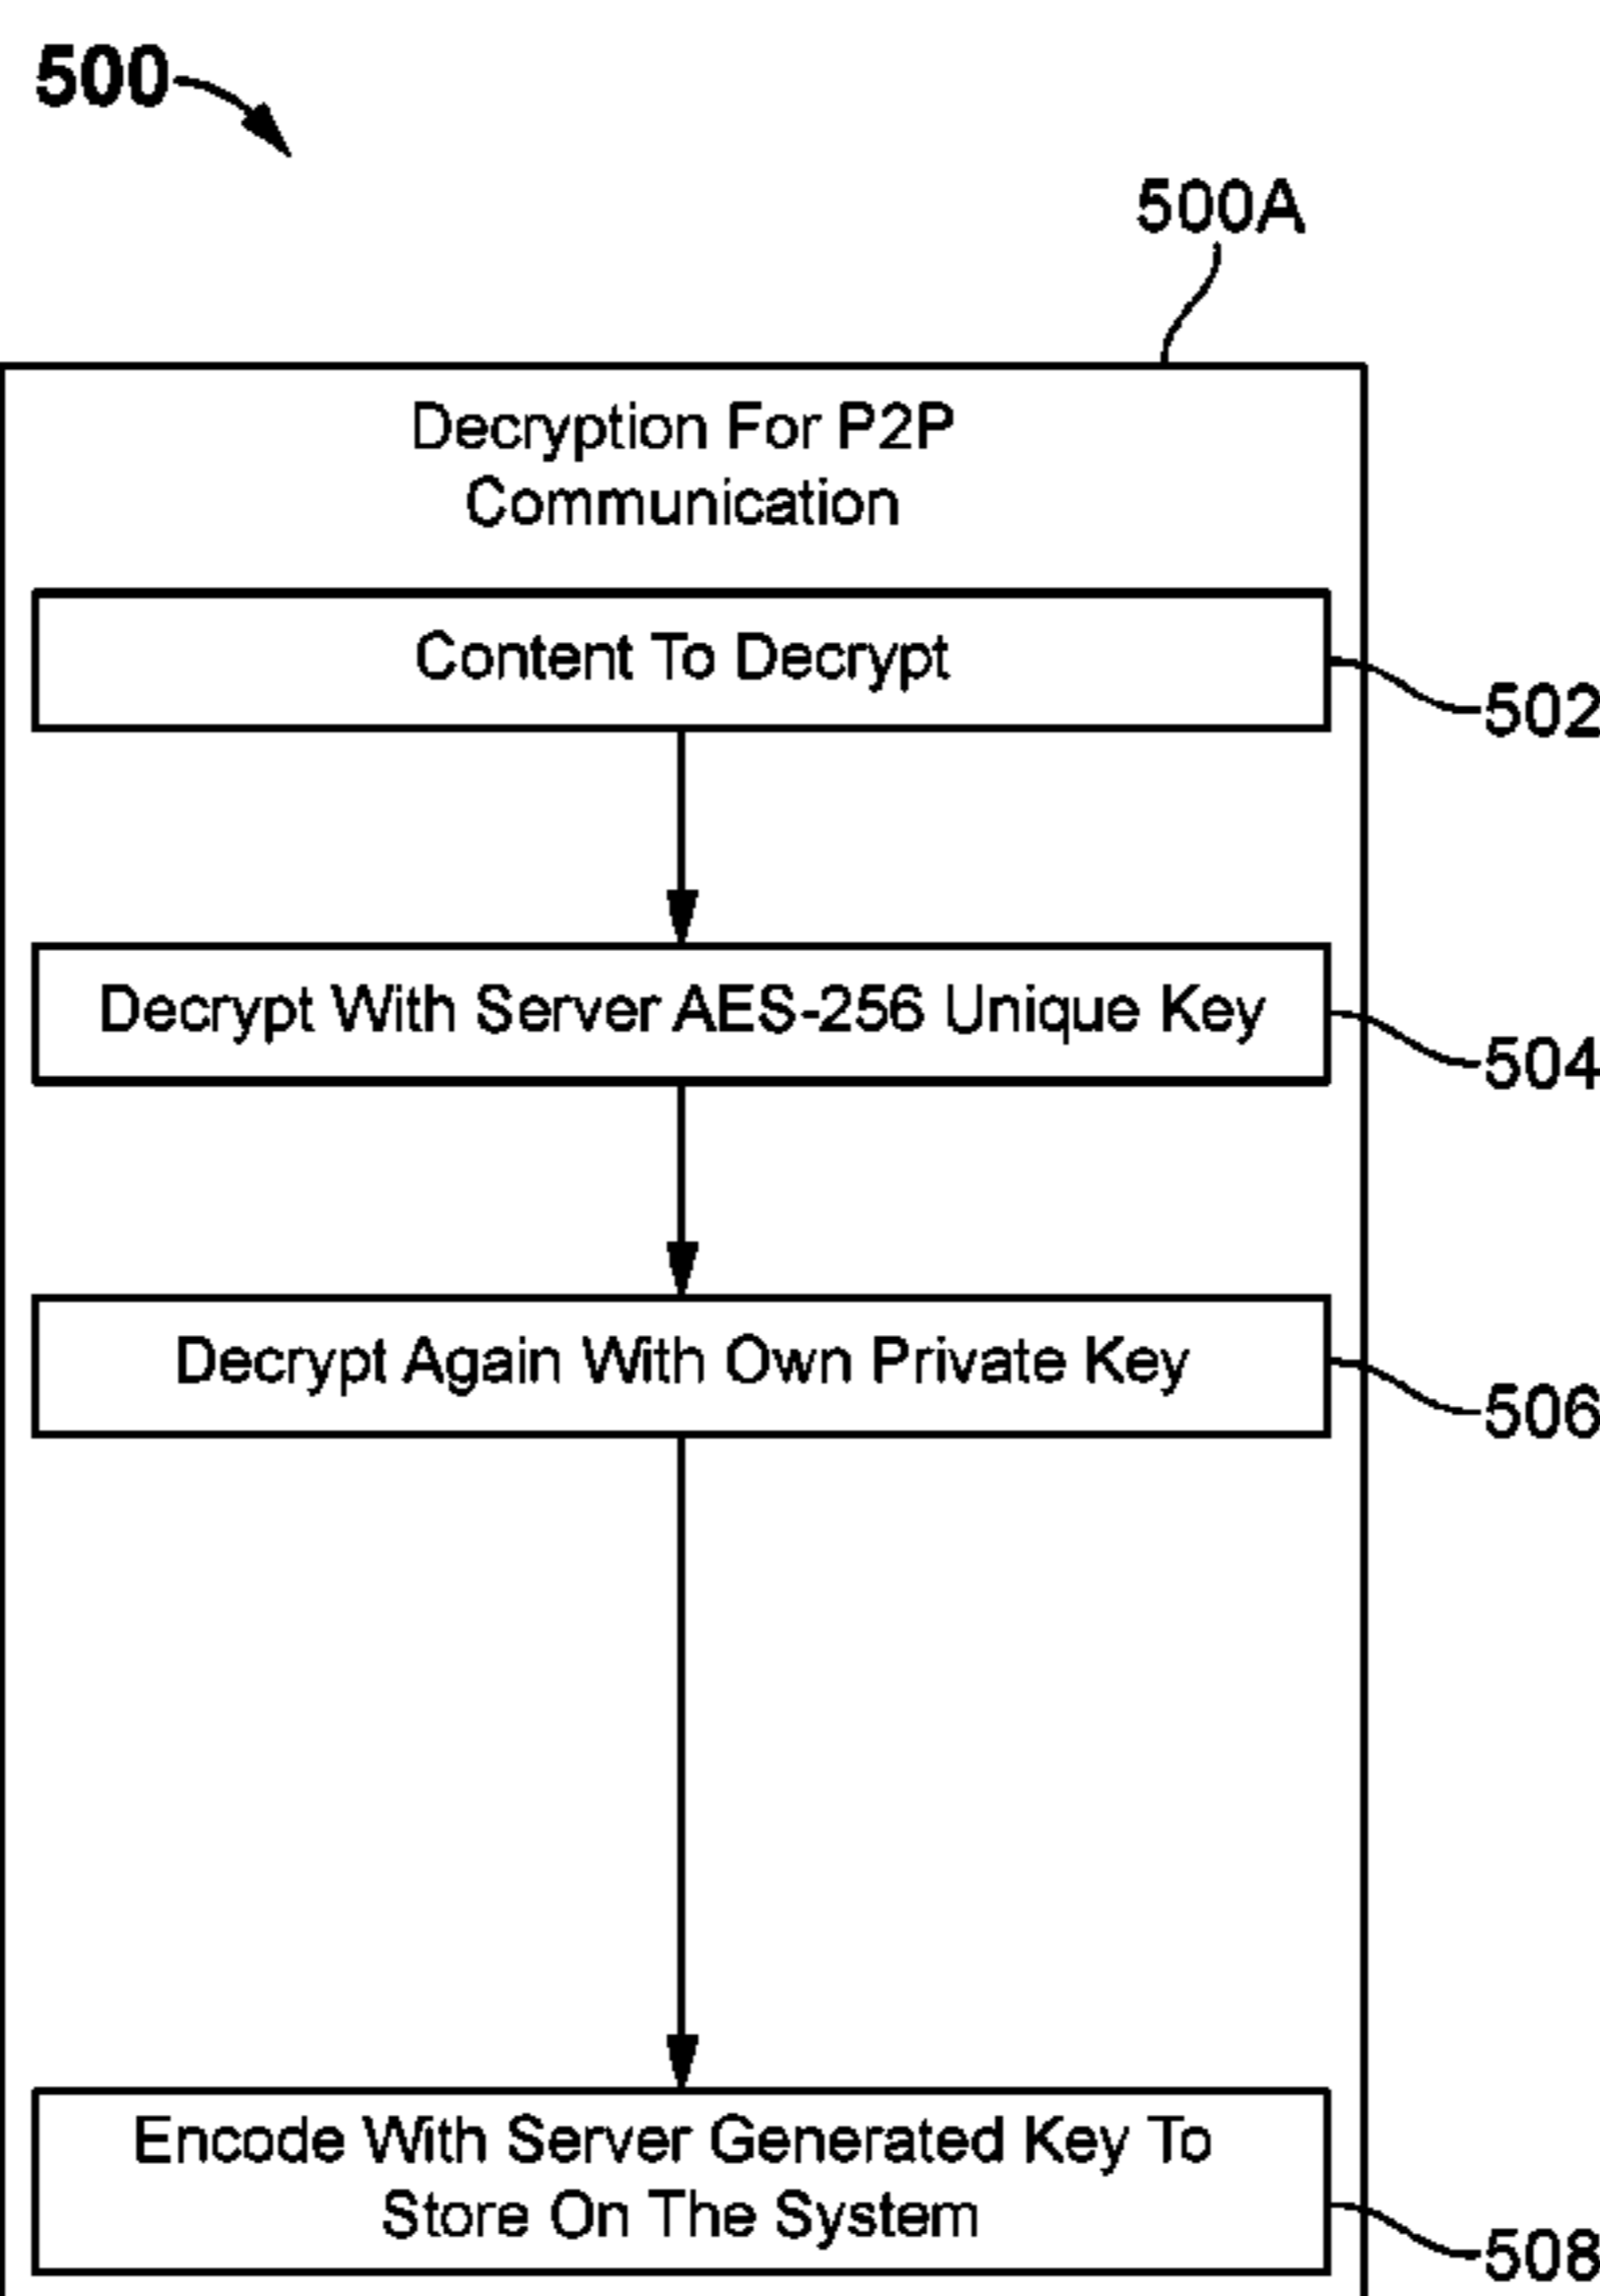 500
500A
Decryption For P2P
Communication
Content To Decrypt
502
Decrypt With Server AES-256 Unique Key
504
Decrypt Again With Own Private Key
506
Encode With Server Generated Key To
Store On The System
508